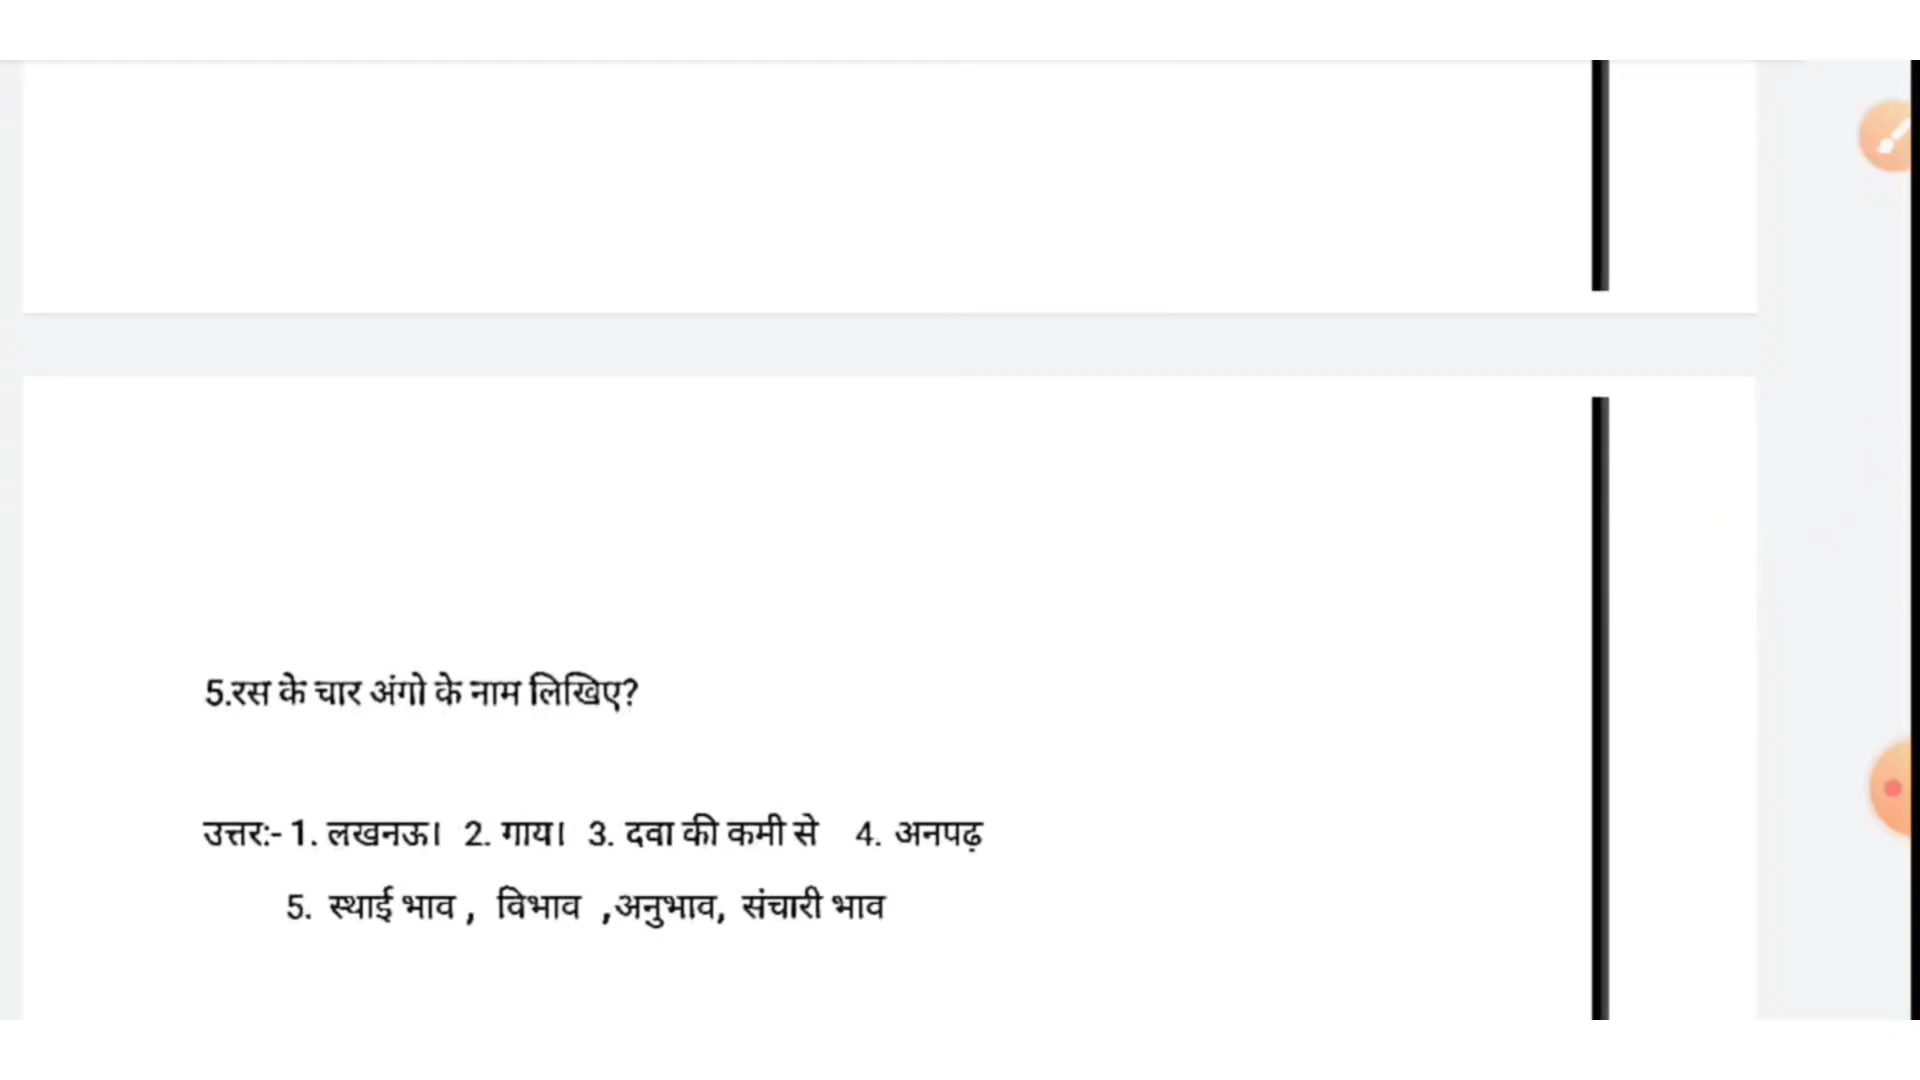 5.रस के चार अंगो के नाम लिखिए?
उत्तर:- 1. लखनऊ। 2. गाय। 3. दवा की कमी से 4. अनपढ़
5. स्थाई भाव , विभाव ,अनुभाव, संचारी भाव